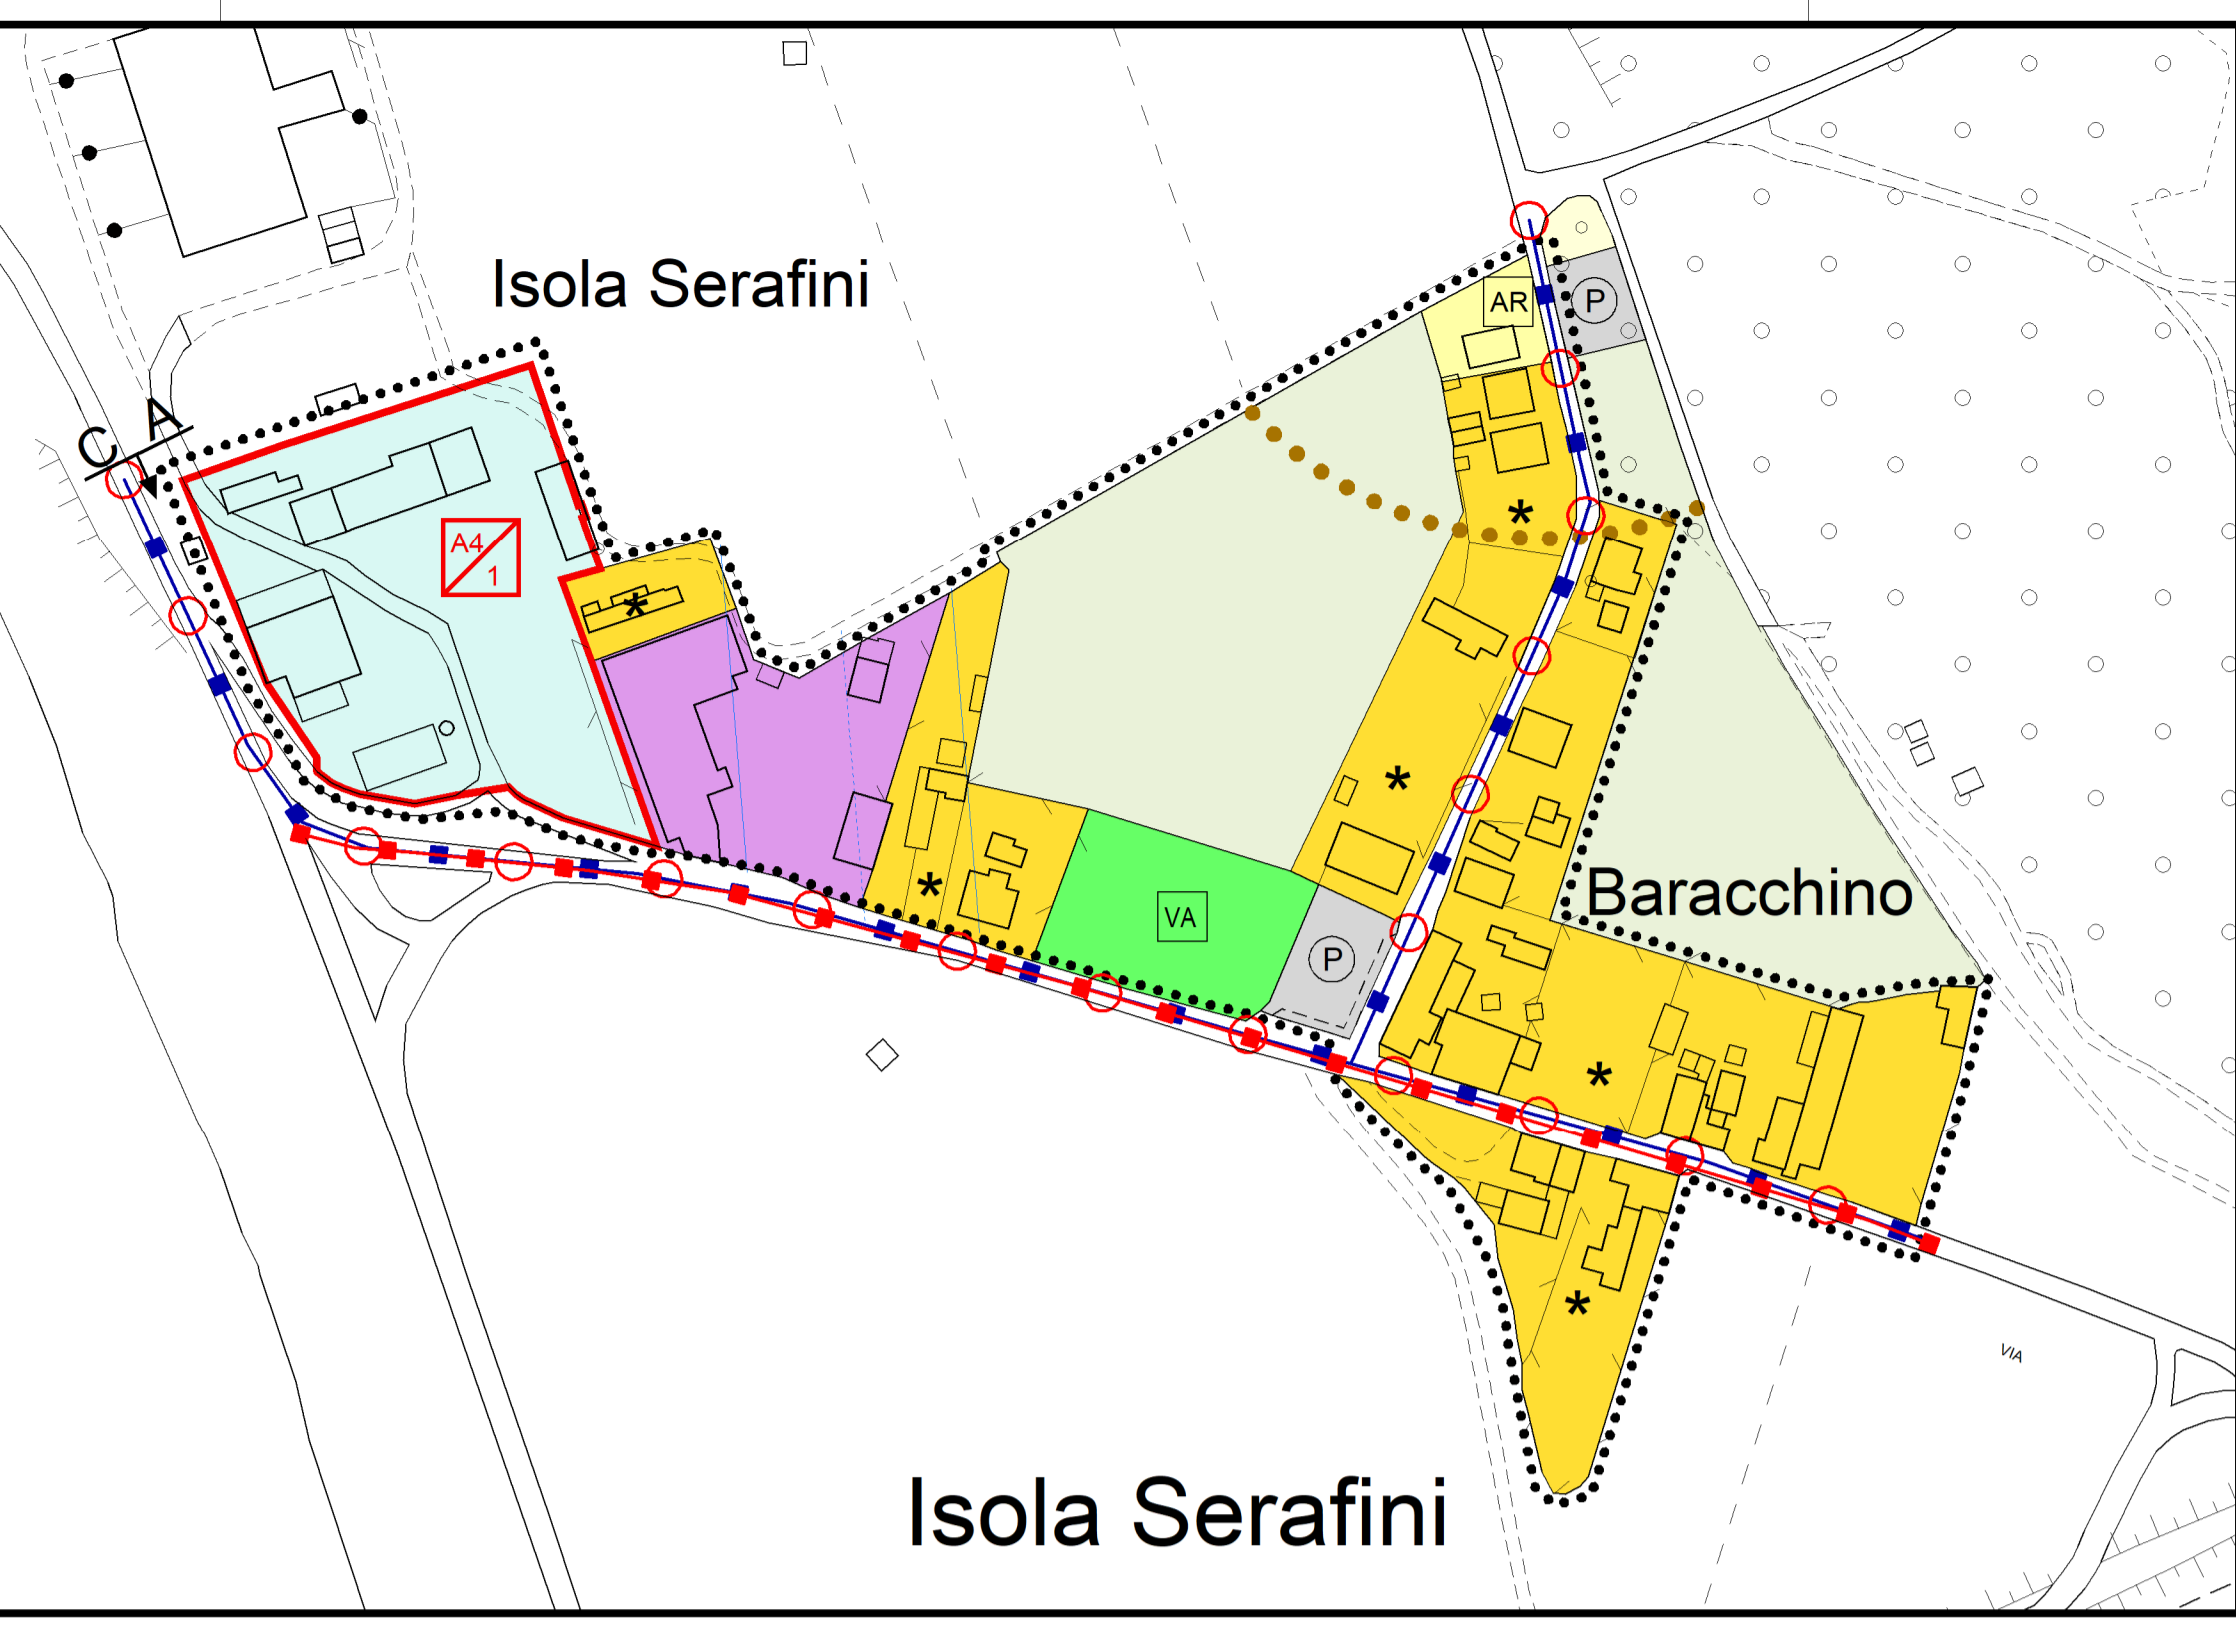 Isola Serafini
AR
P
C A
A4
1
*
*
*
*
Baracchino
*
VA
P
*
VIA
Isola Serafini